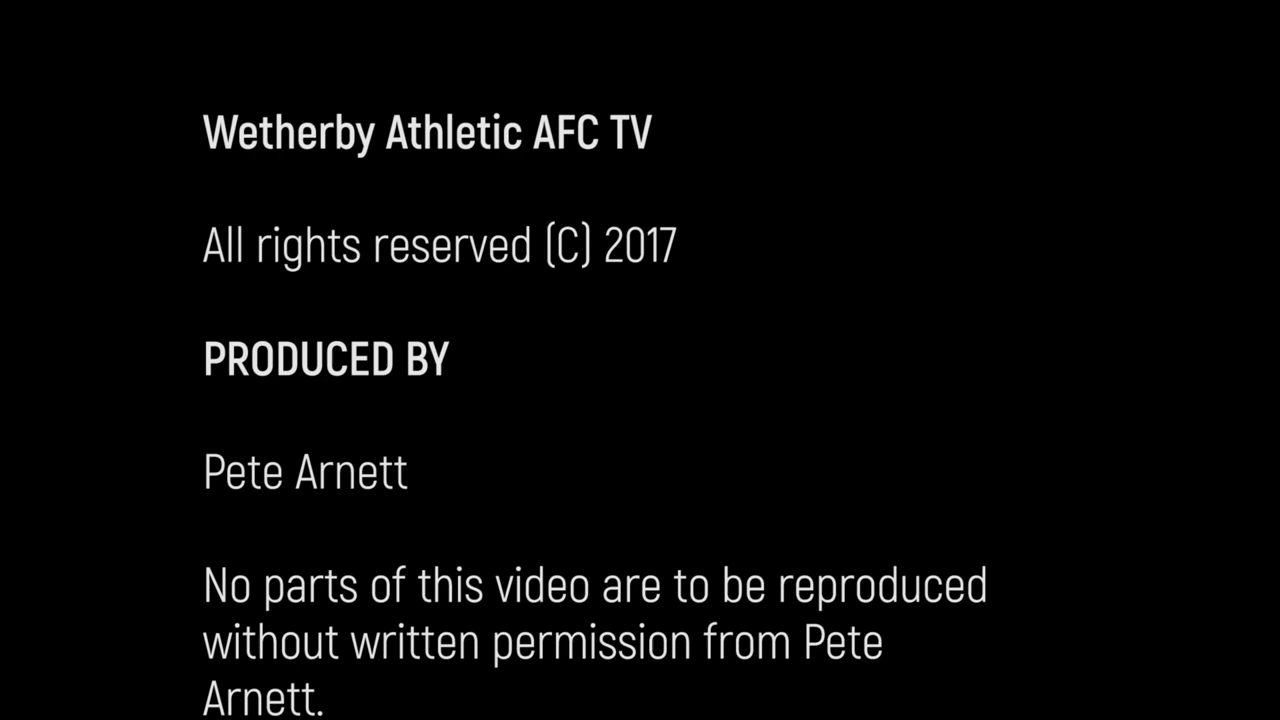 Wetherby Athletic AFC TV
All rights reserved (C) 2017
PRODUCED BY
Pete Arnett
No parts of this video are to be reproduced
without written permission from Pete
Arnett.